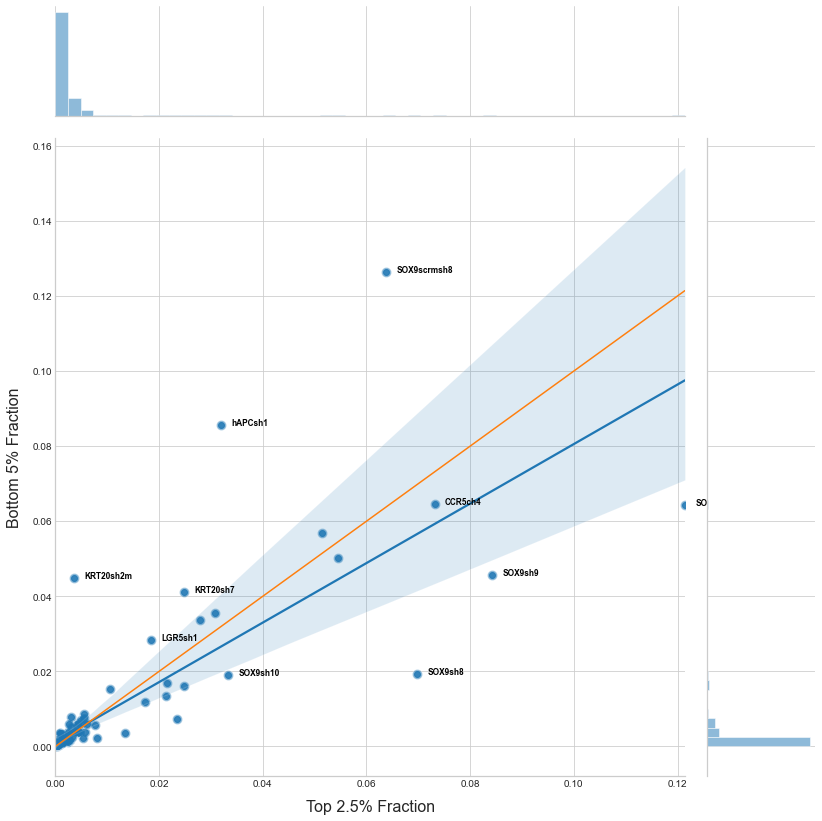 0.16
0.14
SOX9scrmsh8
0.12
0.10
hAPCsh1
0.08
CCR5ch4
SO
0.06
KRT20sh2m
SOX9sh9
0.04
KRT20sh7
LGR5sh1
0.02
SOX9sh10
SOX9sh8
0.00
0.00 0.02 0.04 0.06 0.08 0.10 0.12
Top 2.5% Fraction
Bottom 5% Fraction